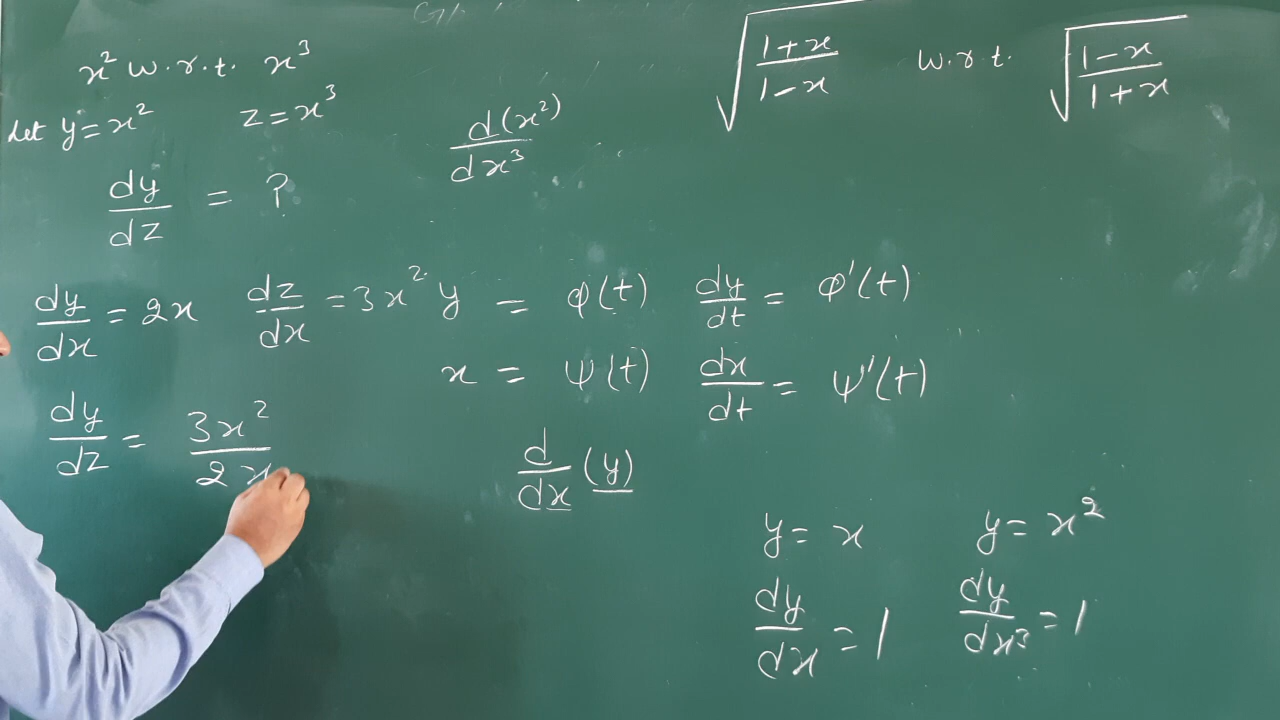 x² w.r.t. x³
Let y = x² z = x³
dy/dz = ?
d(x²)/dx³
√((1+x)/(1-x)) w.r.t. √((1-x)/(1+x))
dy/dx = 2x dz/dx = 3x²
dy/dz = 3x²/2x
y = φ(t) dy/dt = φ'(t)
x = ψ(t) dx/dt = ψ'(t)
d/dx (y)
y = x y = x²
dy/dx = 1 dy/dx³ = 1